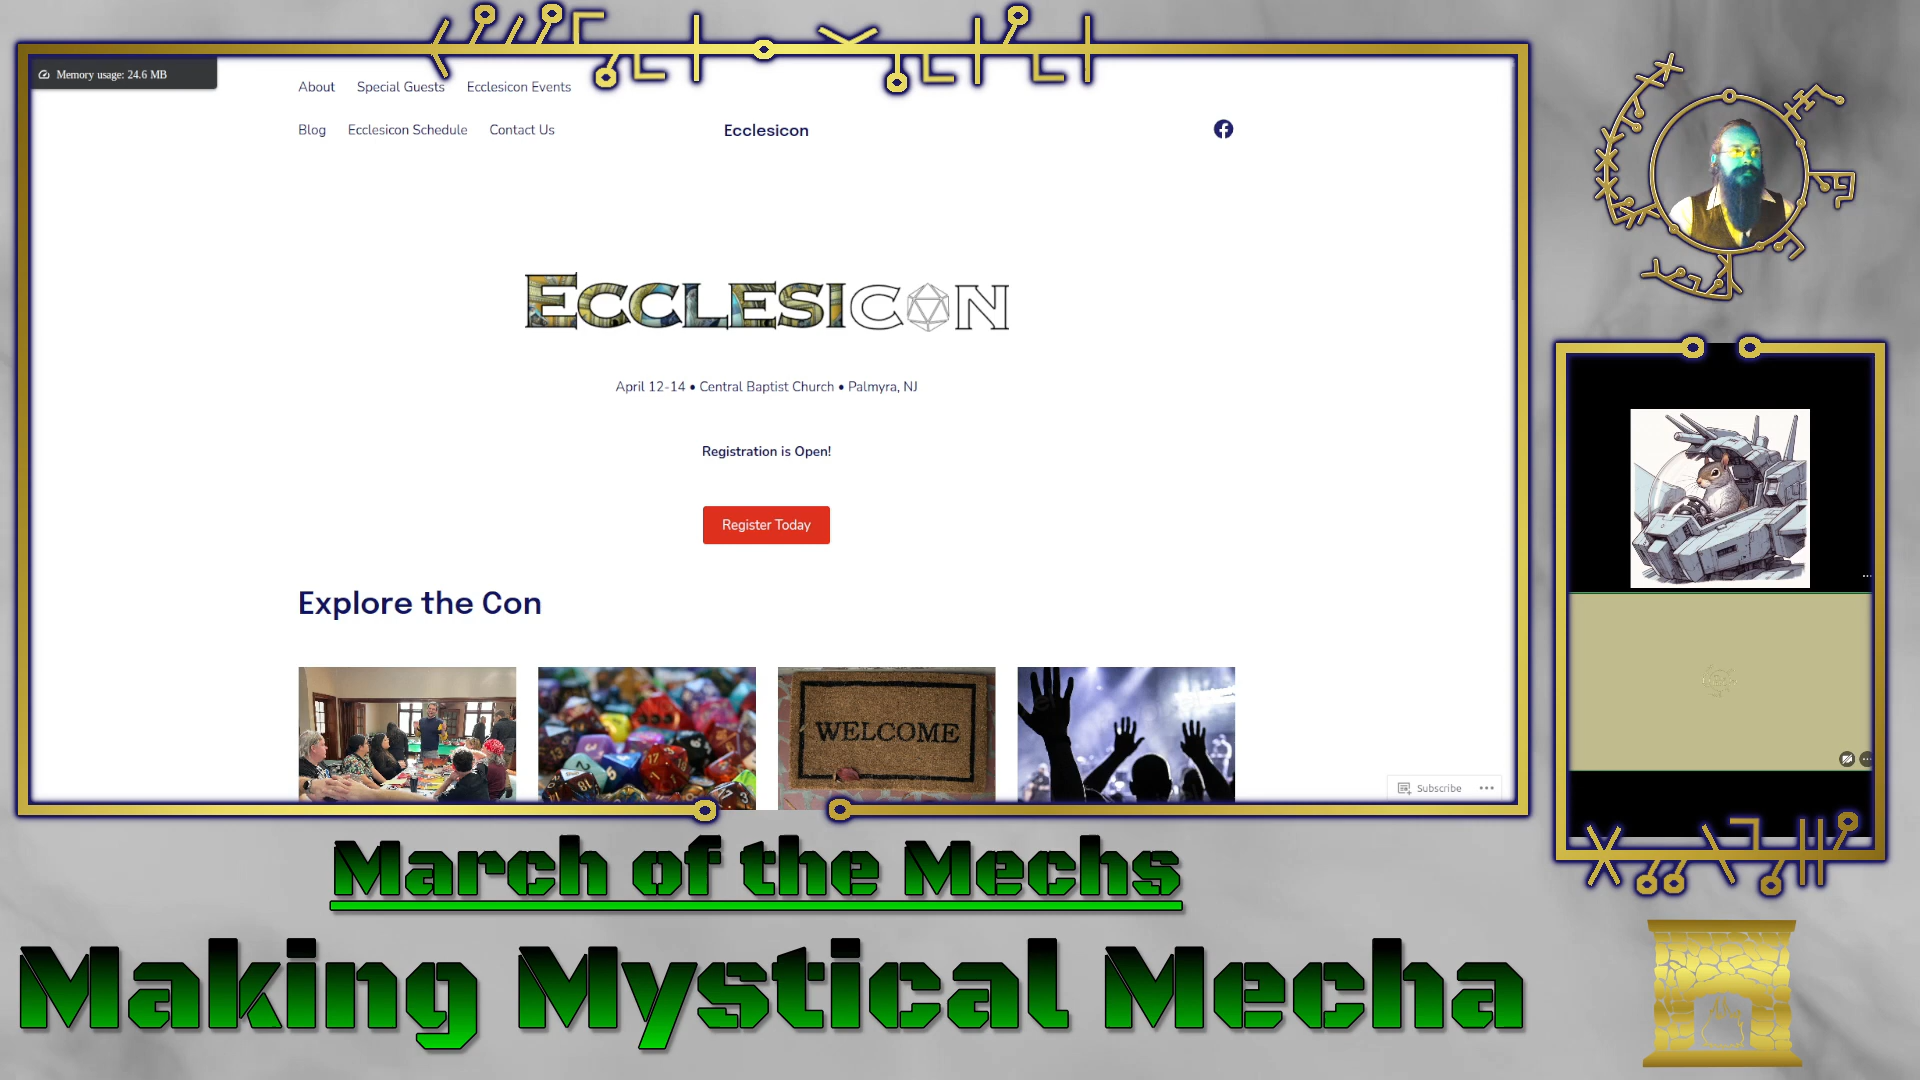 Memory usage: 24.6 MB
About Special Guests Ecclesicon Events
Blog Ecclesicon Schedule Contact Us
Ecclesicon
ECCLESICON
April 12-14 • Central Baptist Church • Palmyra, NJ
Registration is Open!
Register Today
Explore the Con
WELCOME
Subscribe
March of the Mechs
Making Mystical Mecha